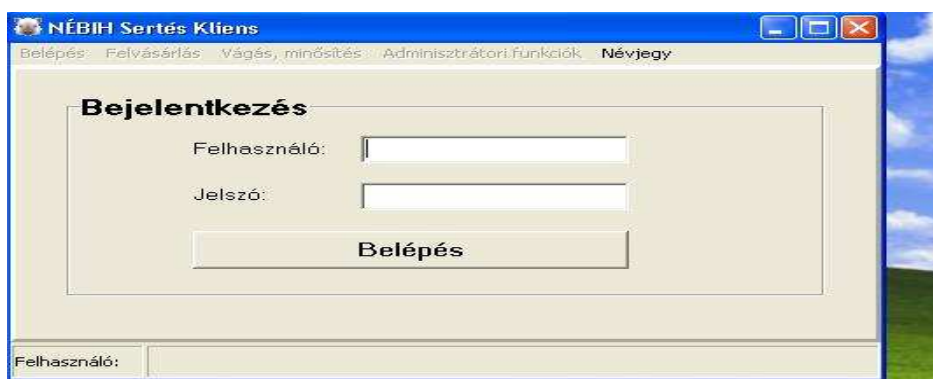 NÉBIH Sertés Kliens
Belépés Felvásárlás Vágás, minősítés Adminisztrátori funkciók Névjegy
Bejelentkezés
Felhasználó:
Jelszó:
Belépés
Felhasználó: